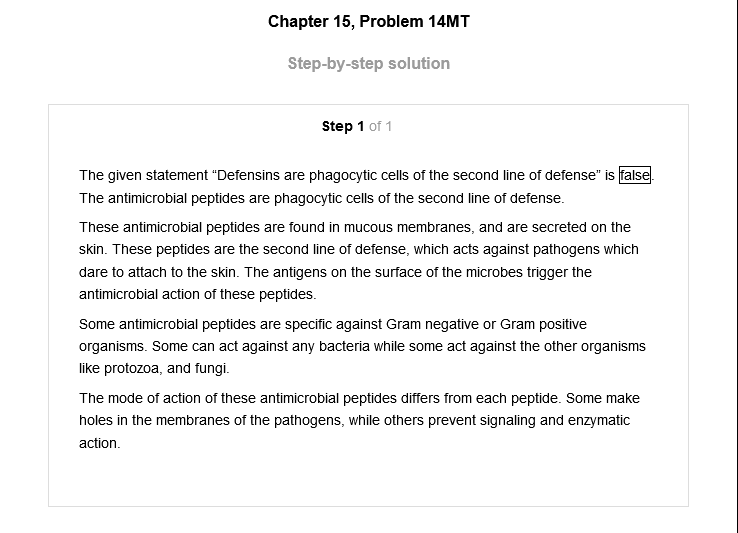 Chapter 15, Problem 14MT
Step-by-step solution
Step 1 of 1
The given statement “Defensins are phagocytic cells of the second line of defense” is false.
The antimicrobial peptides are phagocytic cells of the second line of defense.
These antimicrobial peptides are found in mucous membranes, and are secreted on the
skin. These peptides are the second line of defense, which acts against pathogens which
dare to attach to the skin. The antigens on the surface of the microbes trigger the
antimicrobial action of these peptides.
Some antimicrobial peptides are specific against Gram negative or Gram positive
organisms. Some can act against any bacteria while some act against the other organisms
like protozoa, and fungi.
The mode of action of these antimicrobial peptides differs from each peptide. Some make
holes in the membranes of the pathogens, while others prevent signaling and enzymatic
action.